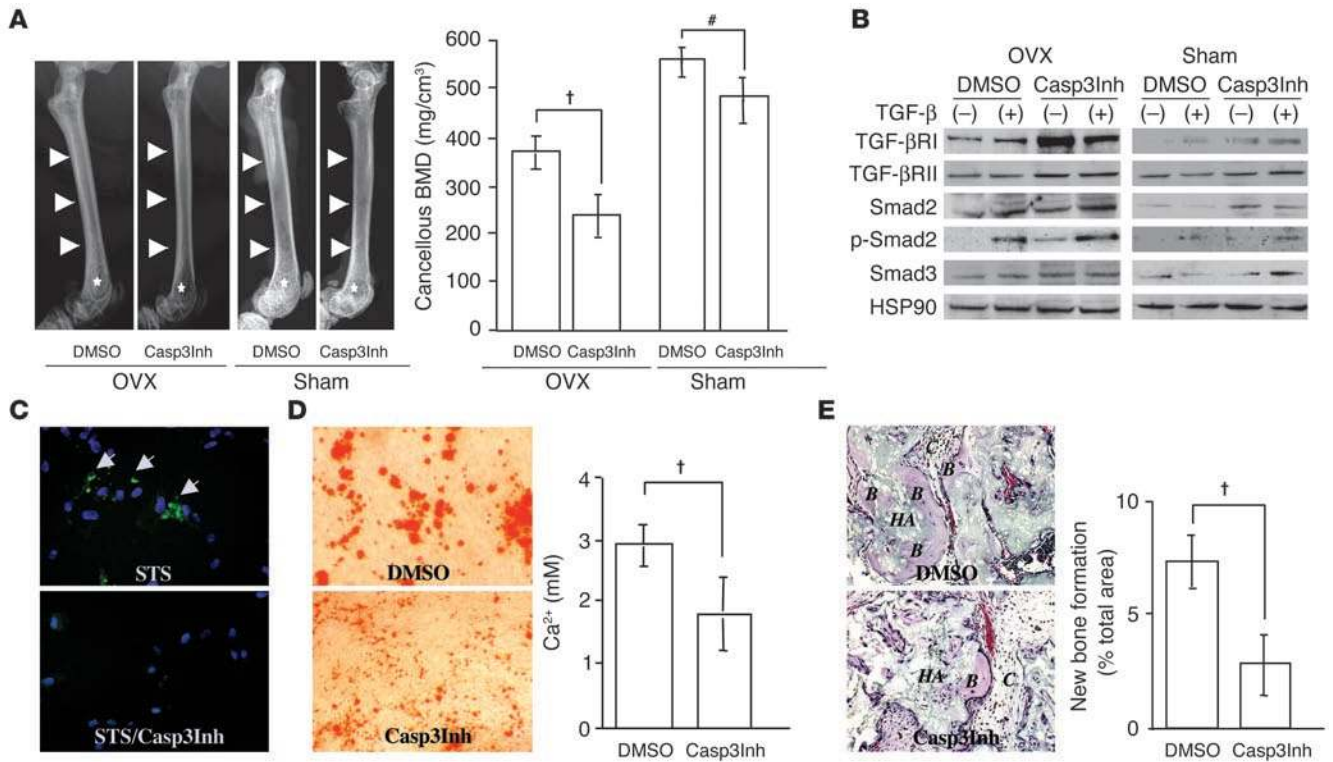 A
DMSO Casp3Inh DMSO Casp3Inh
OVX Sham
Cancellous BMD (mg/cm³)
600
500
400
300
200
100
0
†
#
DMSO Casp3Inh DMSO Casp3Inh
OVX Sham
B
OVX Sham
DMSO Casp3Inh DMSO Casp3Inh
TGF-β (–) (+) (–) (+) (–) (+) (–) (+)
TGF-βRI
TGF-βRII
Smad2
p-Smad2
Smad3
HSP90
C
STS
STS/Casp3Inh
D
DMSO
Casp3Inh
Ca²⁺ (mM)
4
3
2
1
0
†
DMSO Casp3Inh
E
C
B
B B
HA
B
DMSO
HA B C
Casp3Inh
New bone formation
(% total area)
10
5
0
†
DMSO Casp3Inh